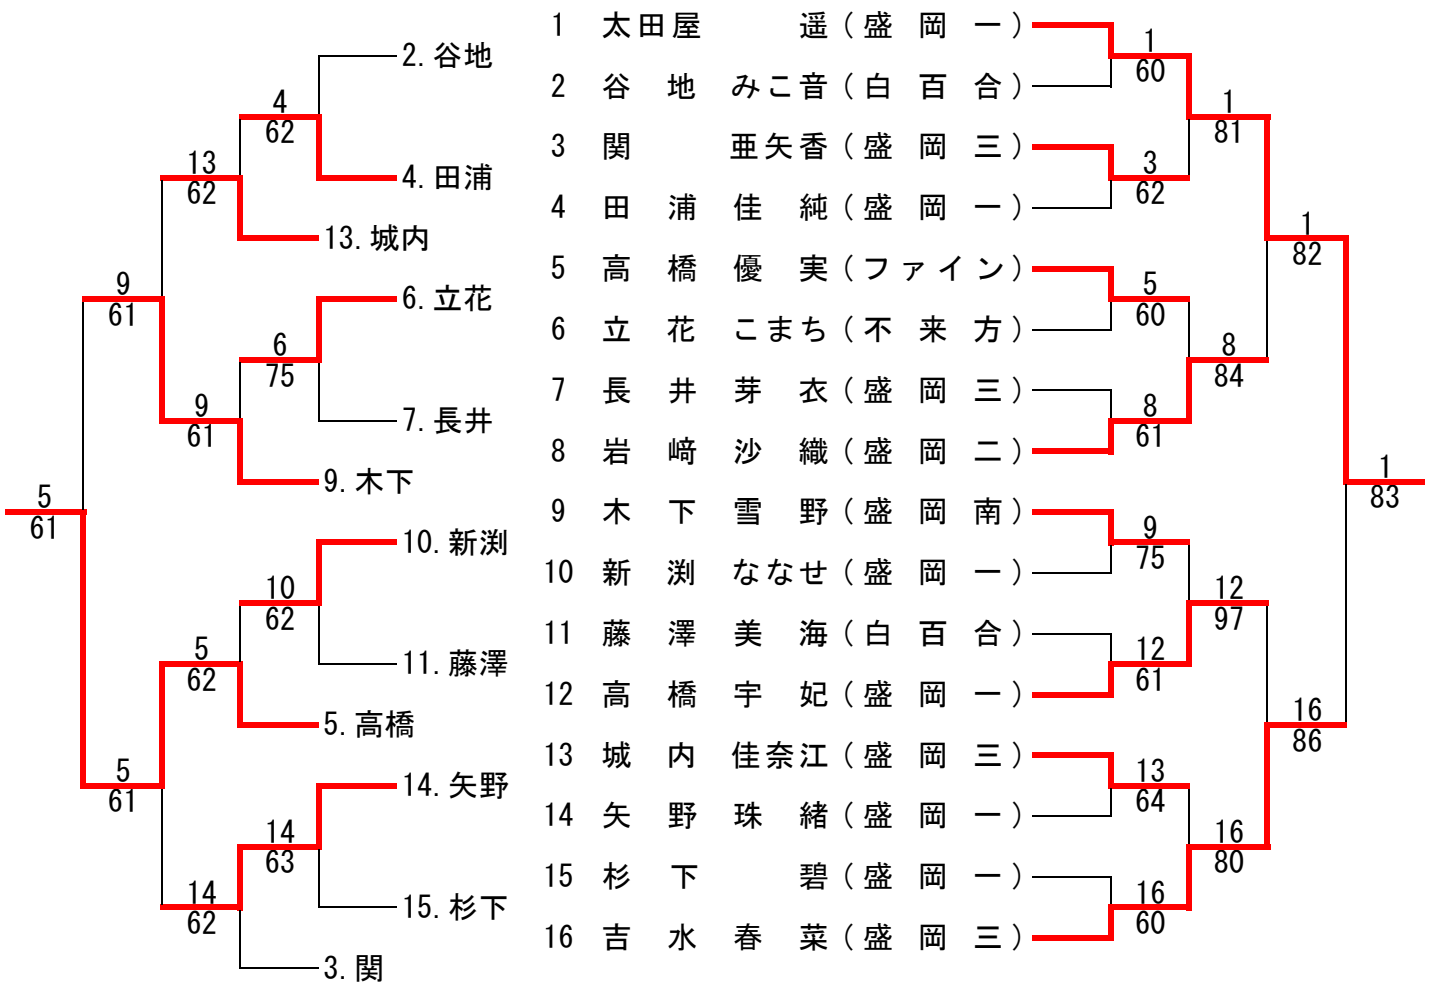 1 太田屋 遥(盛岡一)
2 谷地 みこ音(白百合)
3 関 亜矢香(盛岡三)
4 田浦佳純(盛岡一)
5 高橋優実(ファイン)
6 立花こまち(不来方)
7 長井芽衣(盛岡三)
8 岩﨑沙織(盛岡二)
9 木下雪野(盛岡南)
10 新渕ななせ(盛岡一)
11 藤澤美海(白百合)
12 高橋宇妃(盛岡一)
13 城内佳奈江(盛岡三)
14 矢野珠緒(盛岡一)
15 杉下 碧(盛岡一)
16 吉水春菜(盛岡三)
1
60
3
62
5
60
8
61
9
75
12
61
13
64
16
60
1
81
8
84
12
97
16
80
1
82
16
86
1
83
2. 谷地
4. 田浦
13. 城内
6. 立花
7. 長井
9. 木下
10. 新渕
11. 藤澤
5. 高橋
14. 矢野
15. 杉下
3. 関
4
62
6
75
10
62
14
63
13
62
9
61
5
62
14
62
9
61
5
61
5
61